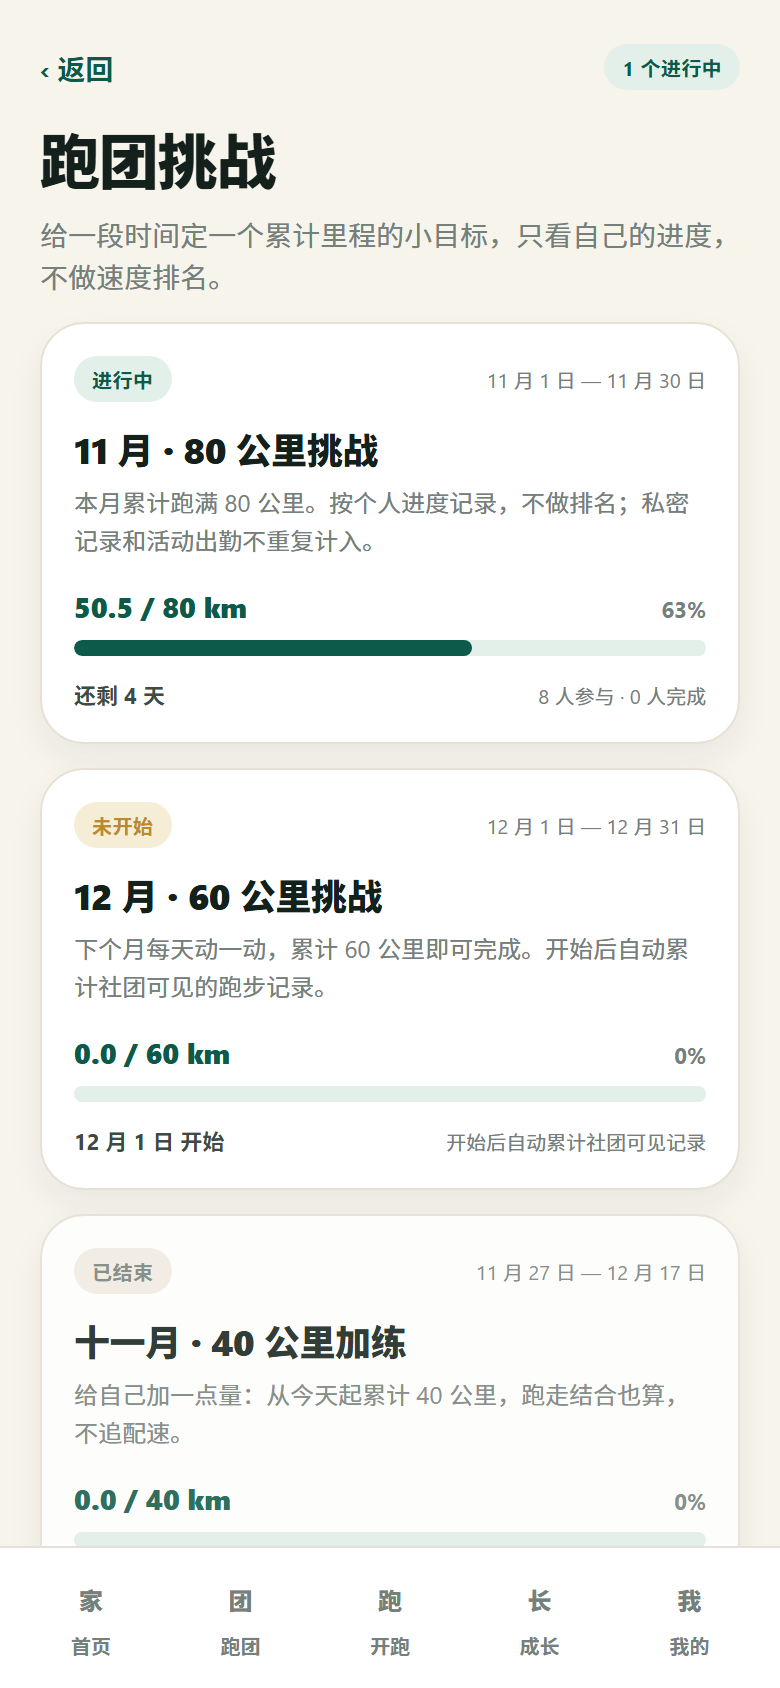 ‹ 返回
1 个进行中
跑团挑战
给一段时间定一个累计里程的小目标，只看自己的进度，
不做速度排名。
进行中
11 月 1 日 — 11 月 30 日
11 月 · 80 公里挑战
本月累计跑满 80 公里。按个人进度记录，不做排名；私密
记录和活动出勤不重复计入。
50.5 / 80 km
63%
还剩 4 天
8 人参与 · 0 人完成
未开始
12 月 1 日 — 12 月 31 日
12 月 · 60 公里挑战
下个月每天动一动，累计 60 公里即可完成。开始后自动累
计社团可见的跑步记录。
0.0 / 60 km
0%
12 月 1 日 开始
开始后自动累计社团可见记录
已结束
11 月 27 日 — 12 月 17 日
十一月 · 40 公里加练
给自己加一点量：从今天起累计 40 公里，跑走结合也算，
不追配速。
0.0 / 40 km
0%
家
团
跑
长
我
首页
跑团
开跑
成长
我的